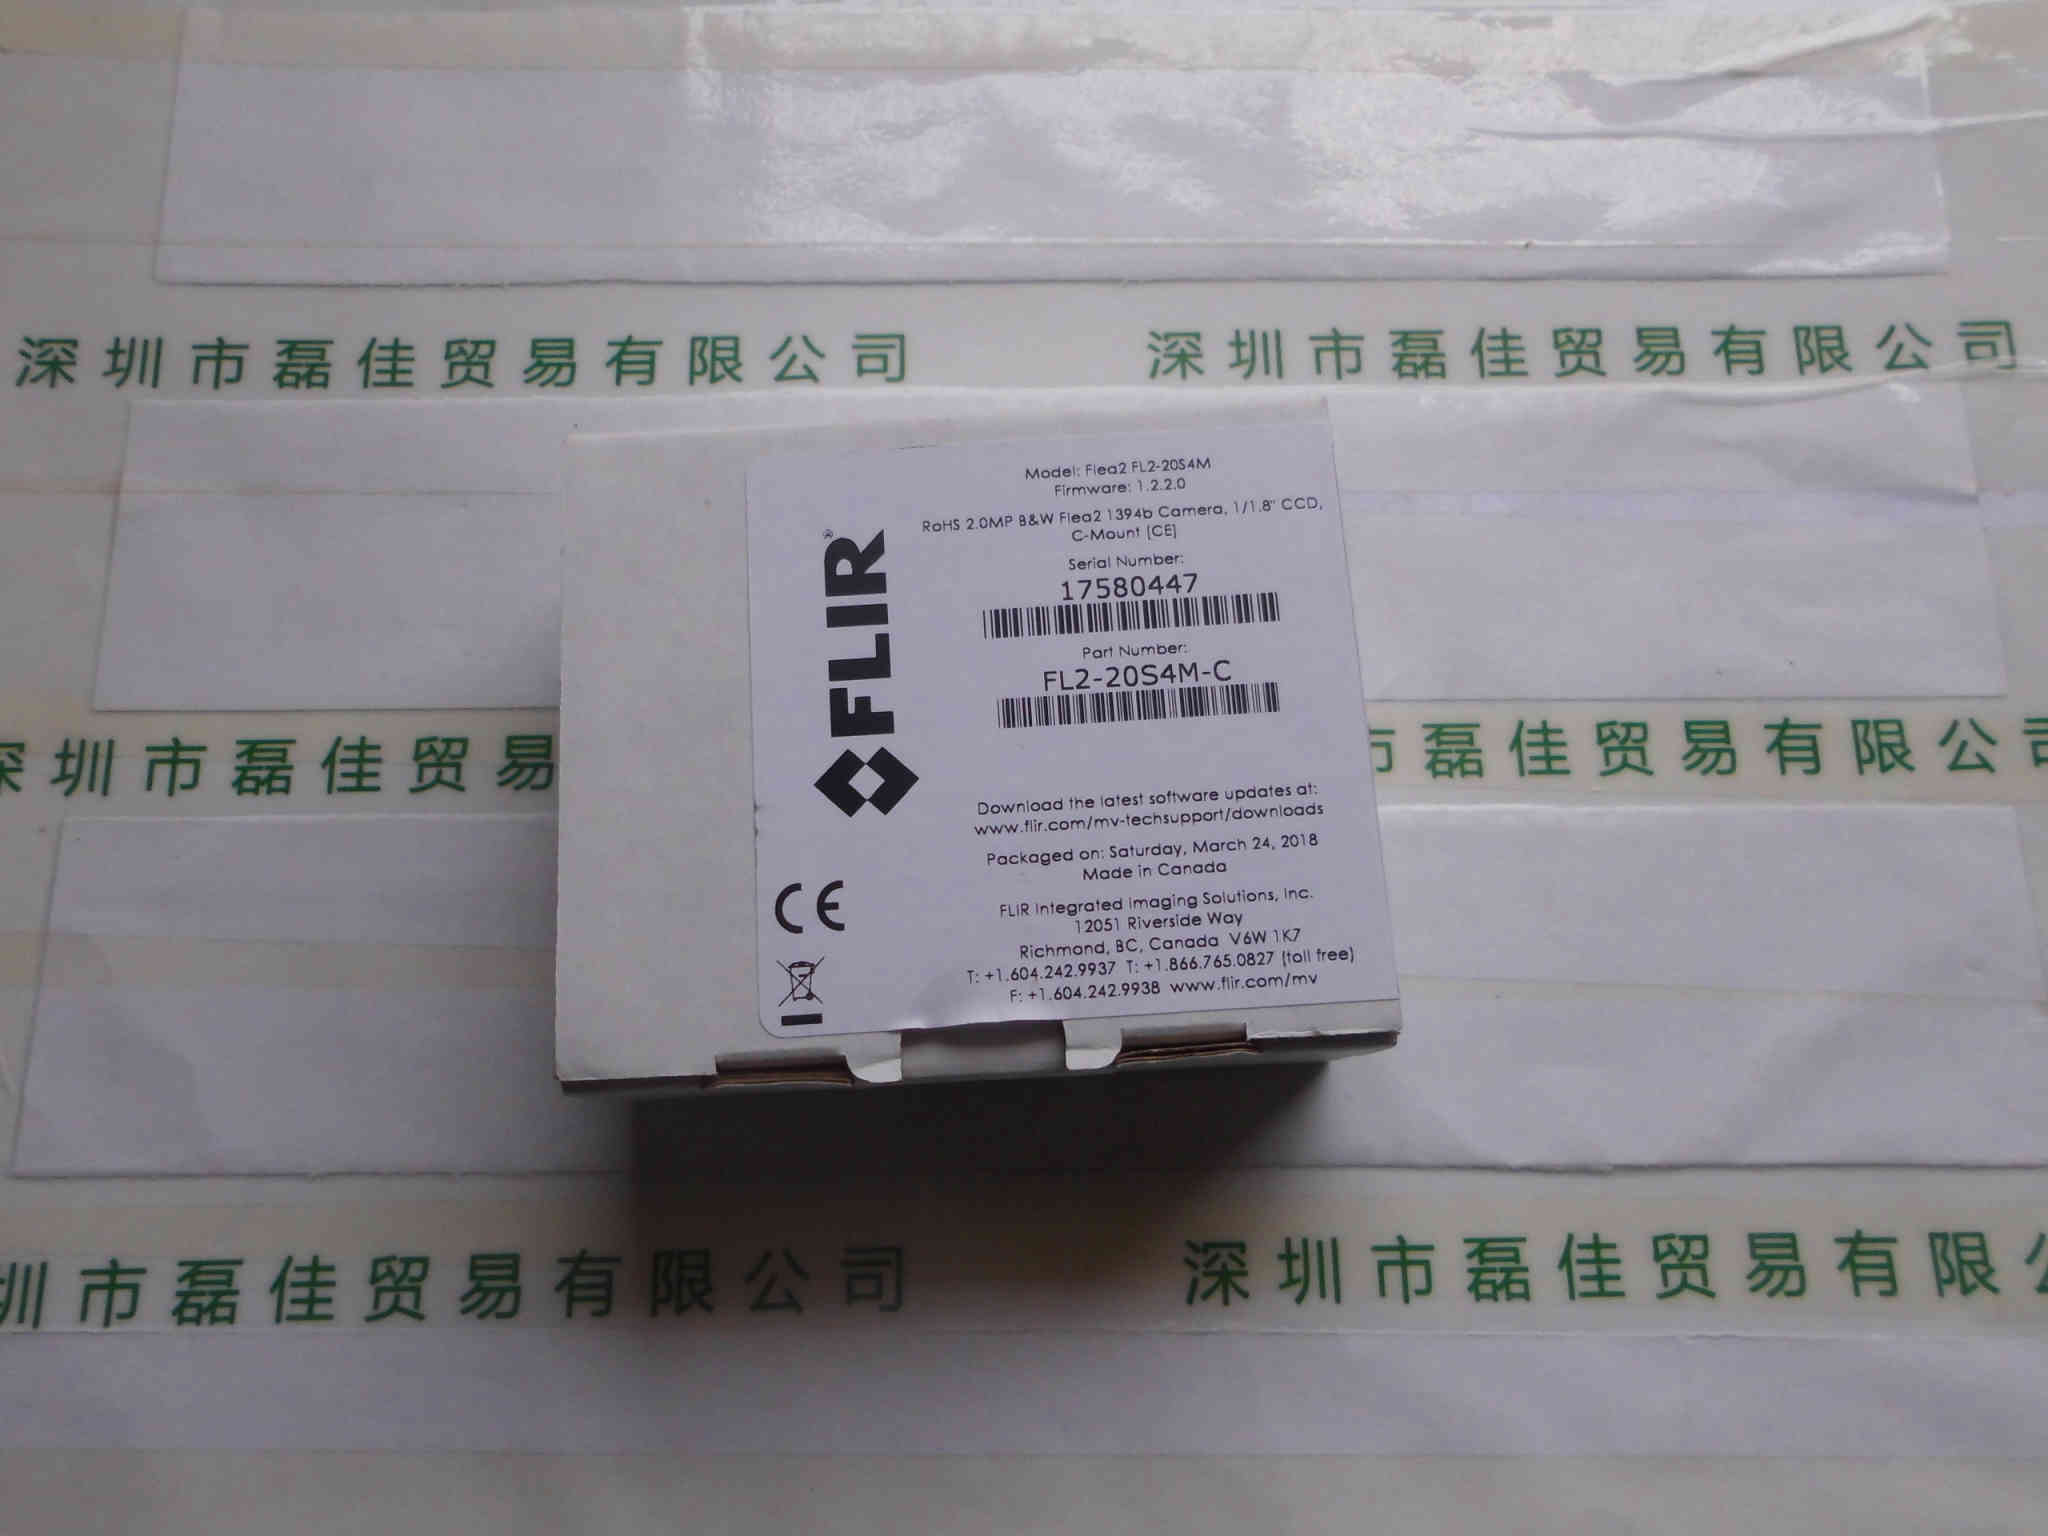 深圳市磊佳贸易有限公司 深圳市磊佳贸易有限公司
Model: Flea2 FL2-20S4M
Firmware: 1.2.2.0
RoHS 2.0MP B&W Flea2 1394b Camera, 1/1.8" CCD,
C-Mount [CE]
Serial Number:
17580447
Part Number:
FL2-20S4M-C
FLIR®
深圳市磊佳贸易 市磊佳贸易有限公司
Download the latest software updates at:
www.flir.com/mv-techsupport/downloads
Packaged on: Saturday, March 24, 2018
Made in Canada
CE
FLIR Integrated Imaging Solutions, Inc.
12051 Riverside Way
Richmond, BC, Canada V6W 1K7
T: +1.604.242.9937 T: +1.866.765.0827 (toll free)
F: +1.604.242.9938 www.flir.com/mv
圳市磊佳贸易有限公司 深圳市磊佳贸易有限公